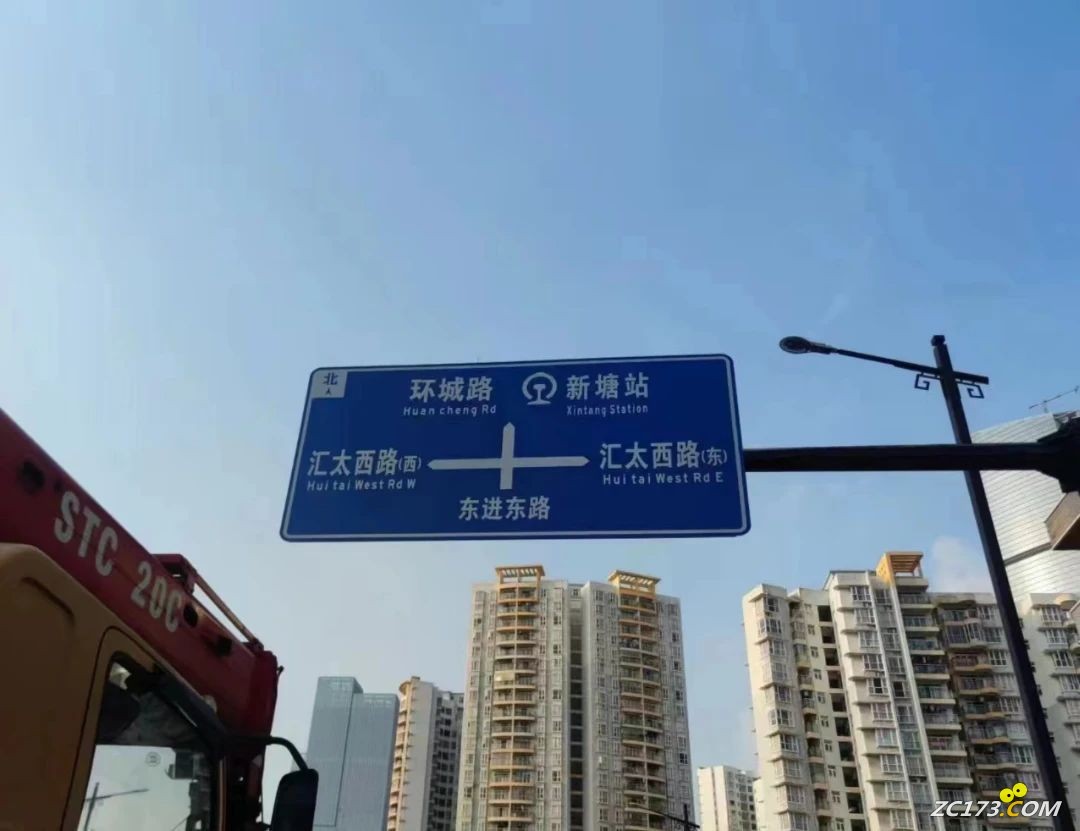 北
环城路 新塘站
Huan cheng Rd Xintang Station
汇太西路(西) 汇太西路(东)
Hui tai West Rd W Hui tai West Rd E
东进东路
STC 20C
ZC173.COM